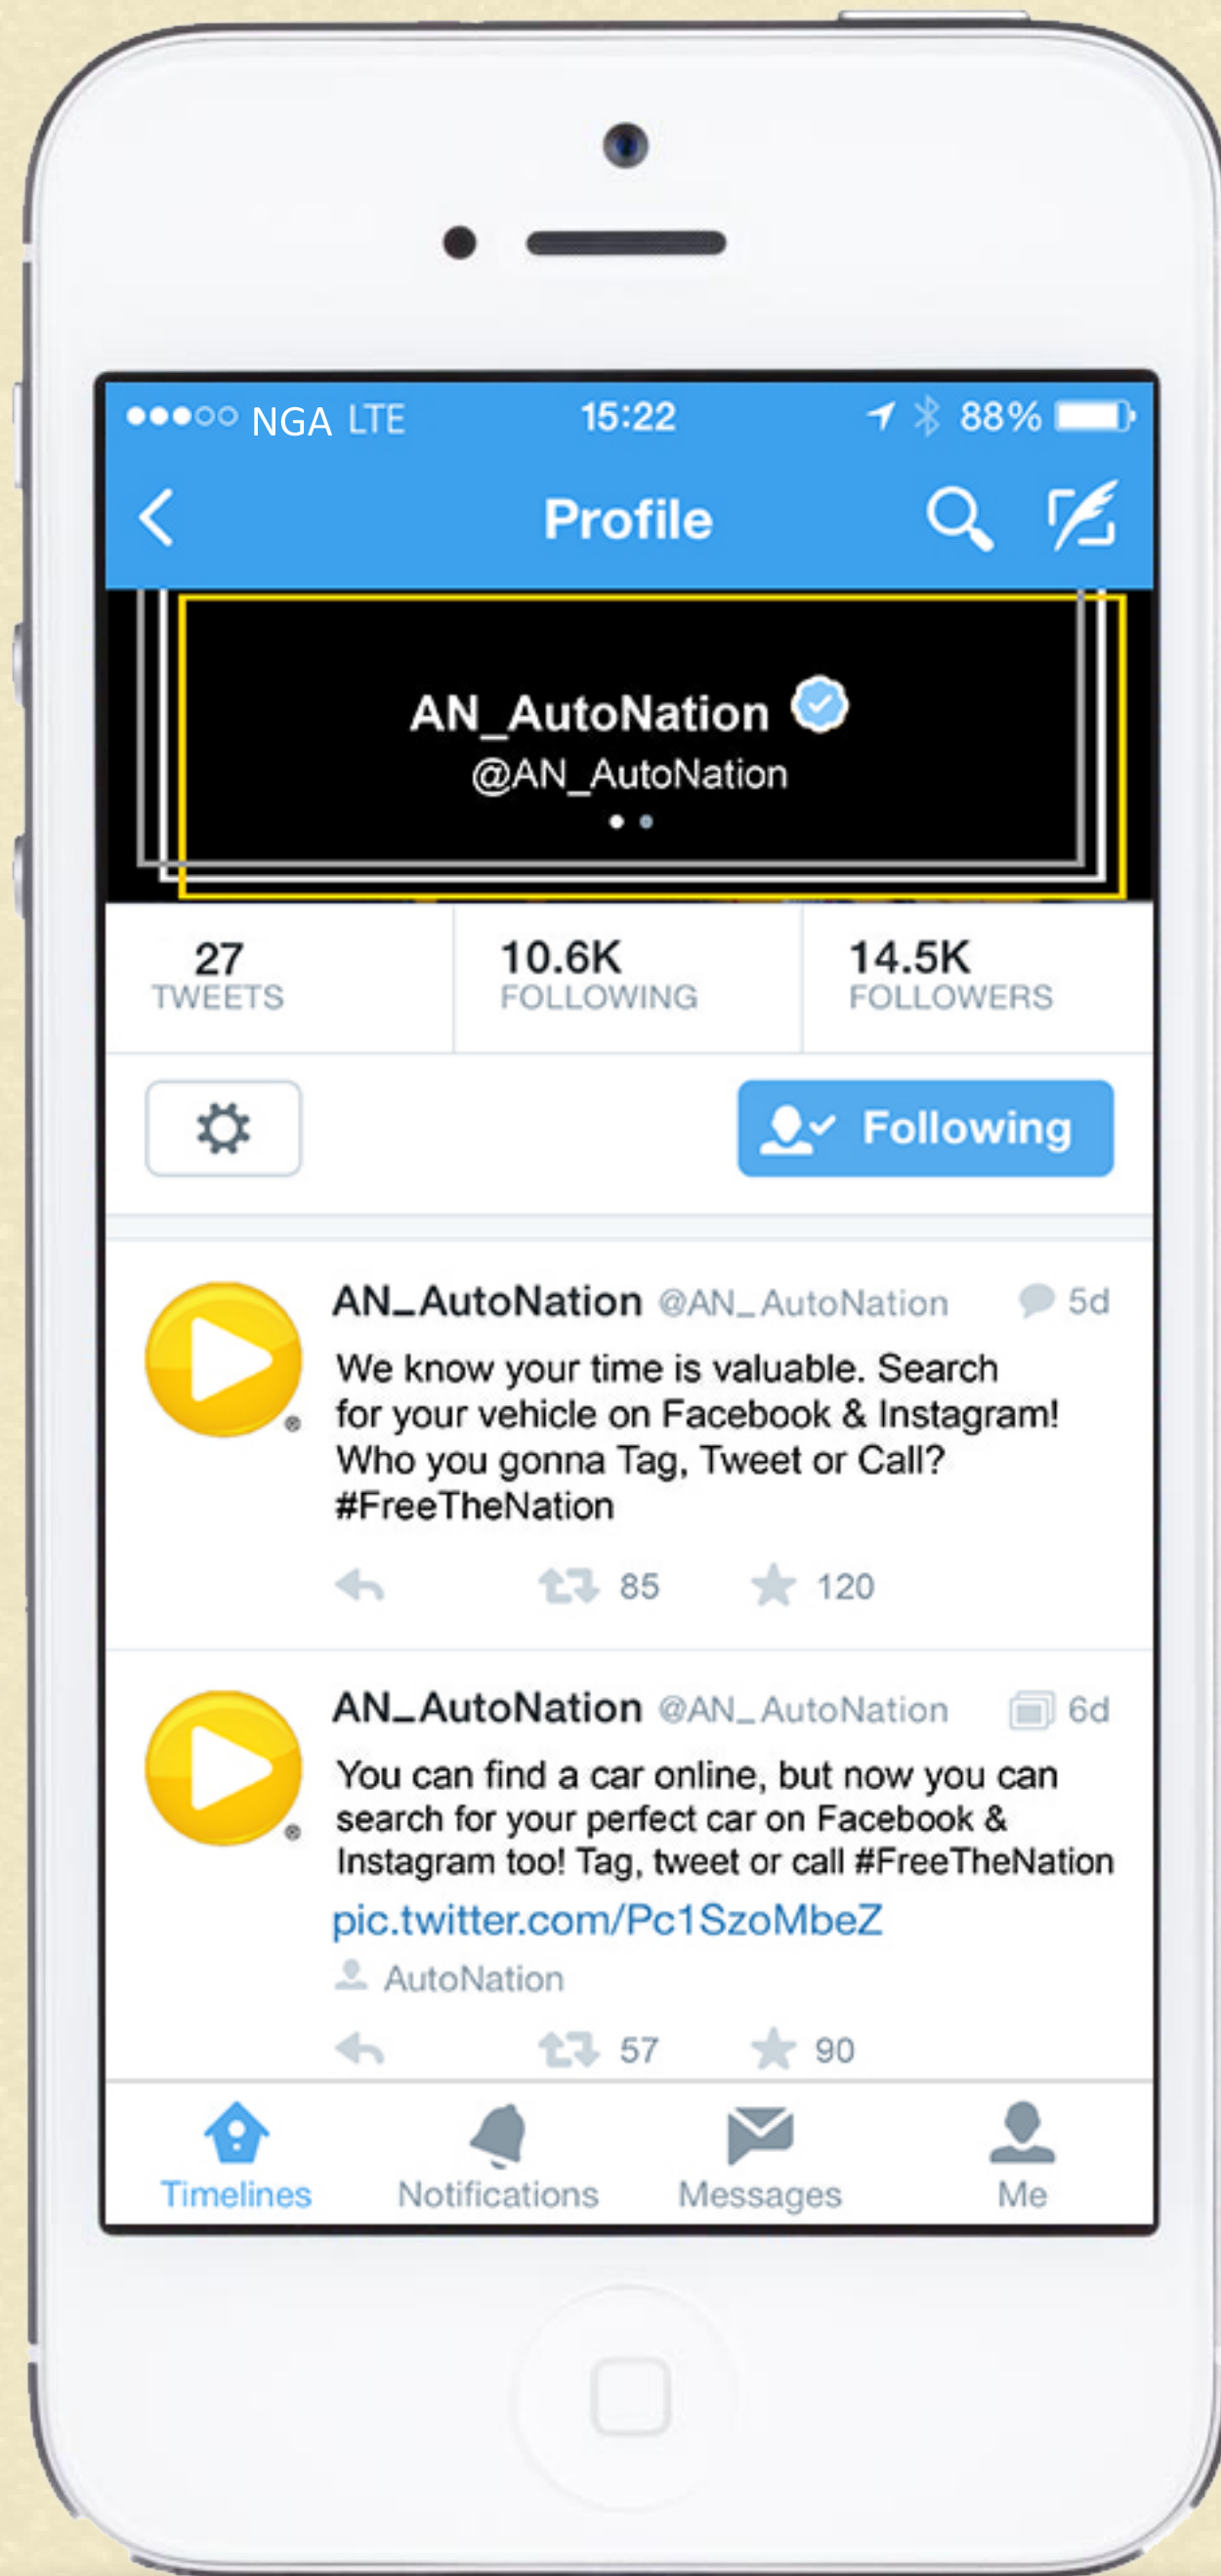 NGA LTE 15:22 88%
Profile
AN_AutoNation
@AN_AutoNation
27 10.6K 14.5K
TWEETS FOLLOWING FOLLOWERS
Following
AN_AutoNation @AN_AutoNation 5d
We know your time is valuable. Search
for your vehicle on Facebook & Instagram!
Who you gonna Tag, Tweet or Call?
#FreeTheNation
85 120
AN_AutoNation @AN_AutoNation 6d
You can find a car online, but now you can
search for your perfect car on Facebook &
Instagram too! Tag, tweet or call #FreeTheNation
pic.twitter.com/Pc1SzoMbeZ
AutoNation
57 90
Timelines Notifications Messages Me